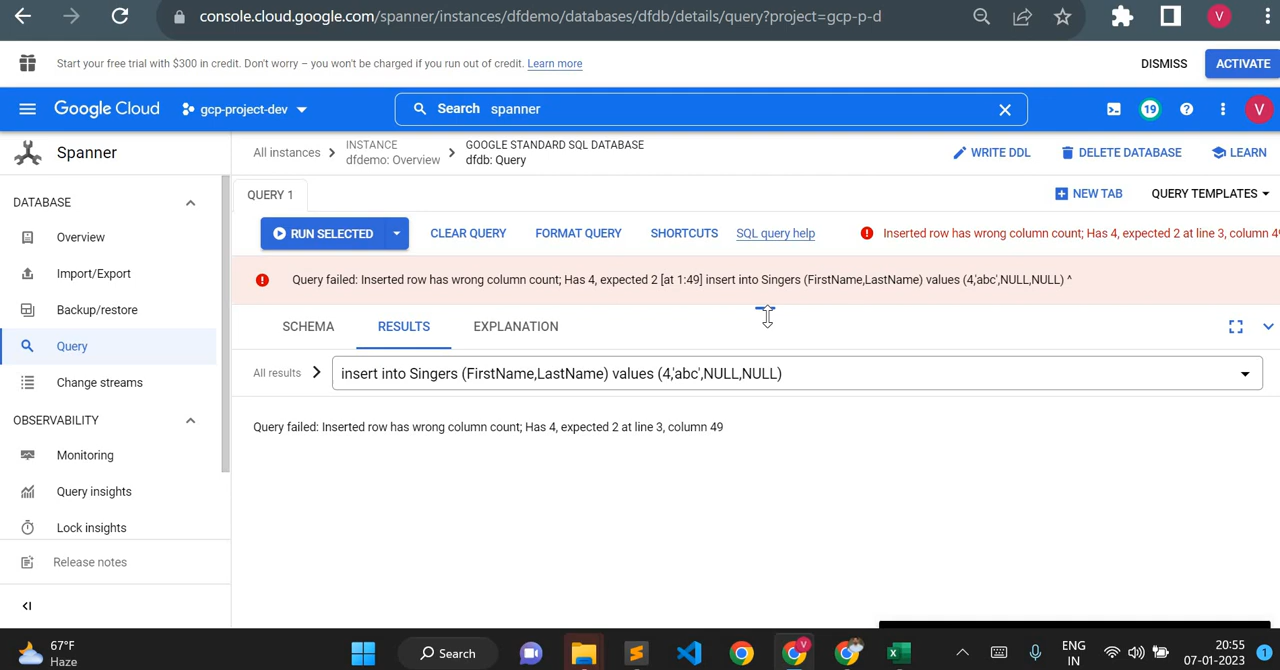 console.cloud.google.com/spanner/instances/dfdemo/databases/dfdb/details/query?project=gcp-p-d
V
Start your free trial with $300 in credit. Don't worry – you won't be charged if you run out of credit. Learn more
DISMISS
ACTIVATE
Google Cloud
gcp-project-dev
Search spanner
19
V
Spanner
All instances
INSTANCE
dfdemo: Overview
GOOGLE STANDARD SQL DATABASE
dfdb: Query
WRITE DDL
DELETE DATABASE
LEARN
DATABASE
Overview
Import/Export
Backup/restore
Query
Change streams
OBSERVABILITY
Monitoring
Query insights
Lock insights
Release notes
QUERY 1
NEW TAB
QUERY TEMPLATES
RUN SELECTED
CLEAR QUERY
FORMAT QUERY
SHORTCUTS
SQL query help
Inserted row has wrong column count; Has 4, expected 2 at line 3, column 49
Query failed: Inserted row has wrong column count; Has 4, expected 2 [at 1:49] insert into Singers (FirstName,LastName) values (4,'abc',NULL,NULL) ^
SCHEMA
RESULTS
EXPLANATION
All results
insert into Singers (FirstName,LastName) values (4,'abc',NULL,NULL)
Query failed: Inserted row has wrong column count; Has 4, expected 2 at line 3, column 49
67°F
Haze
Search
V
ENG
IN
20:55
07-01-2023
1